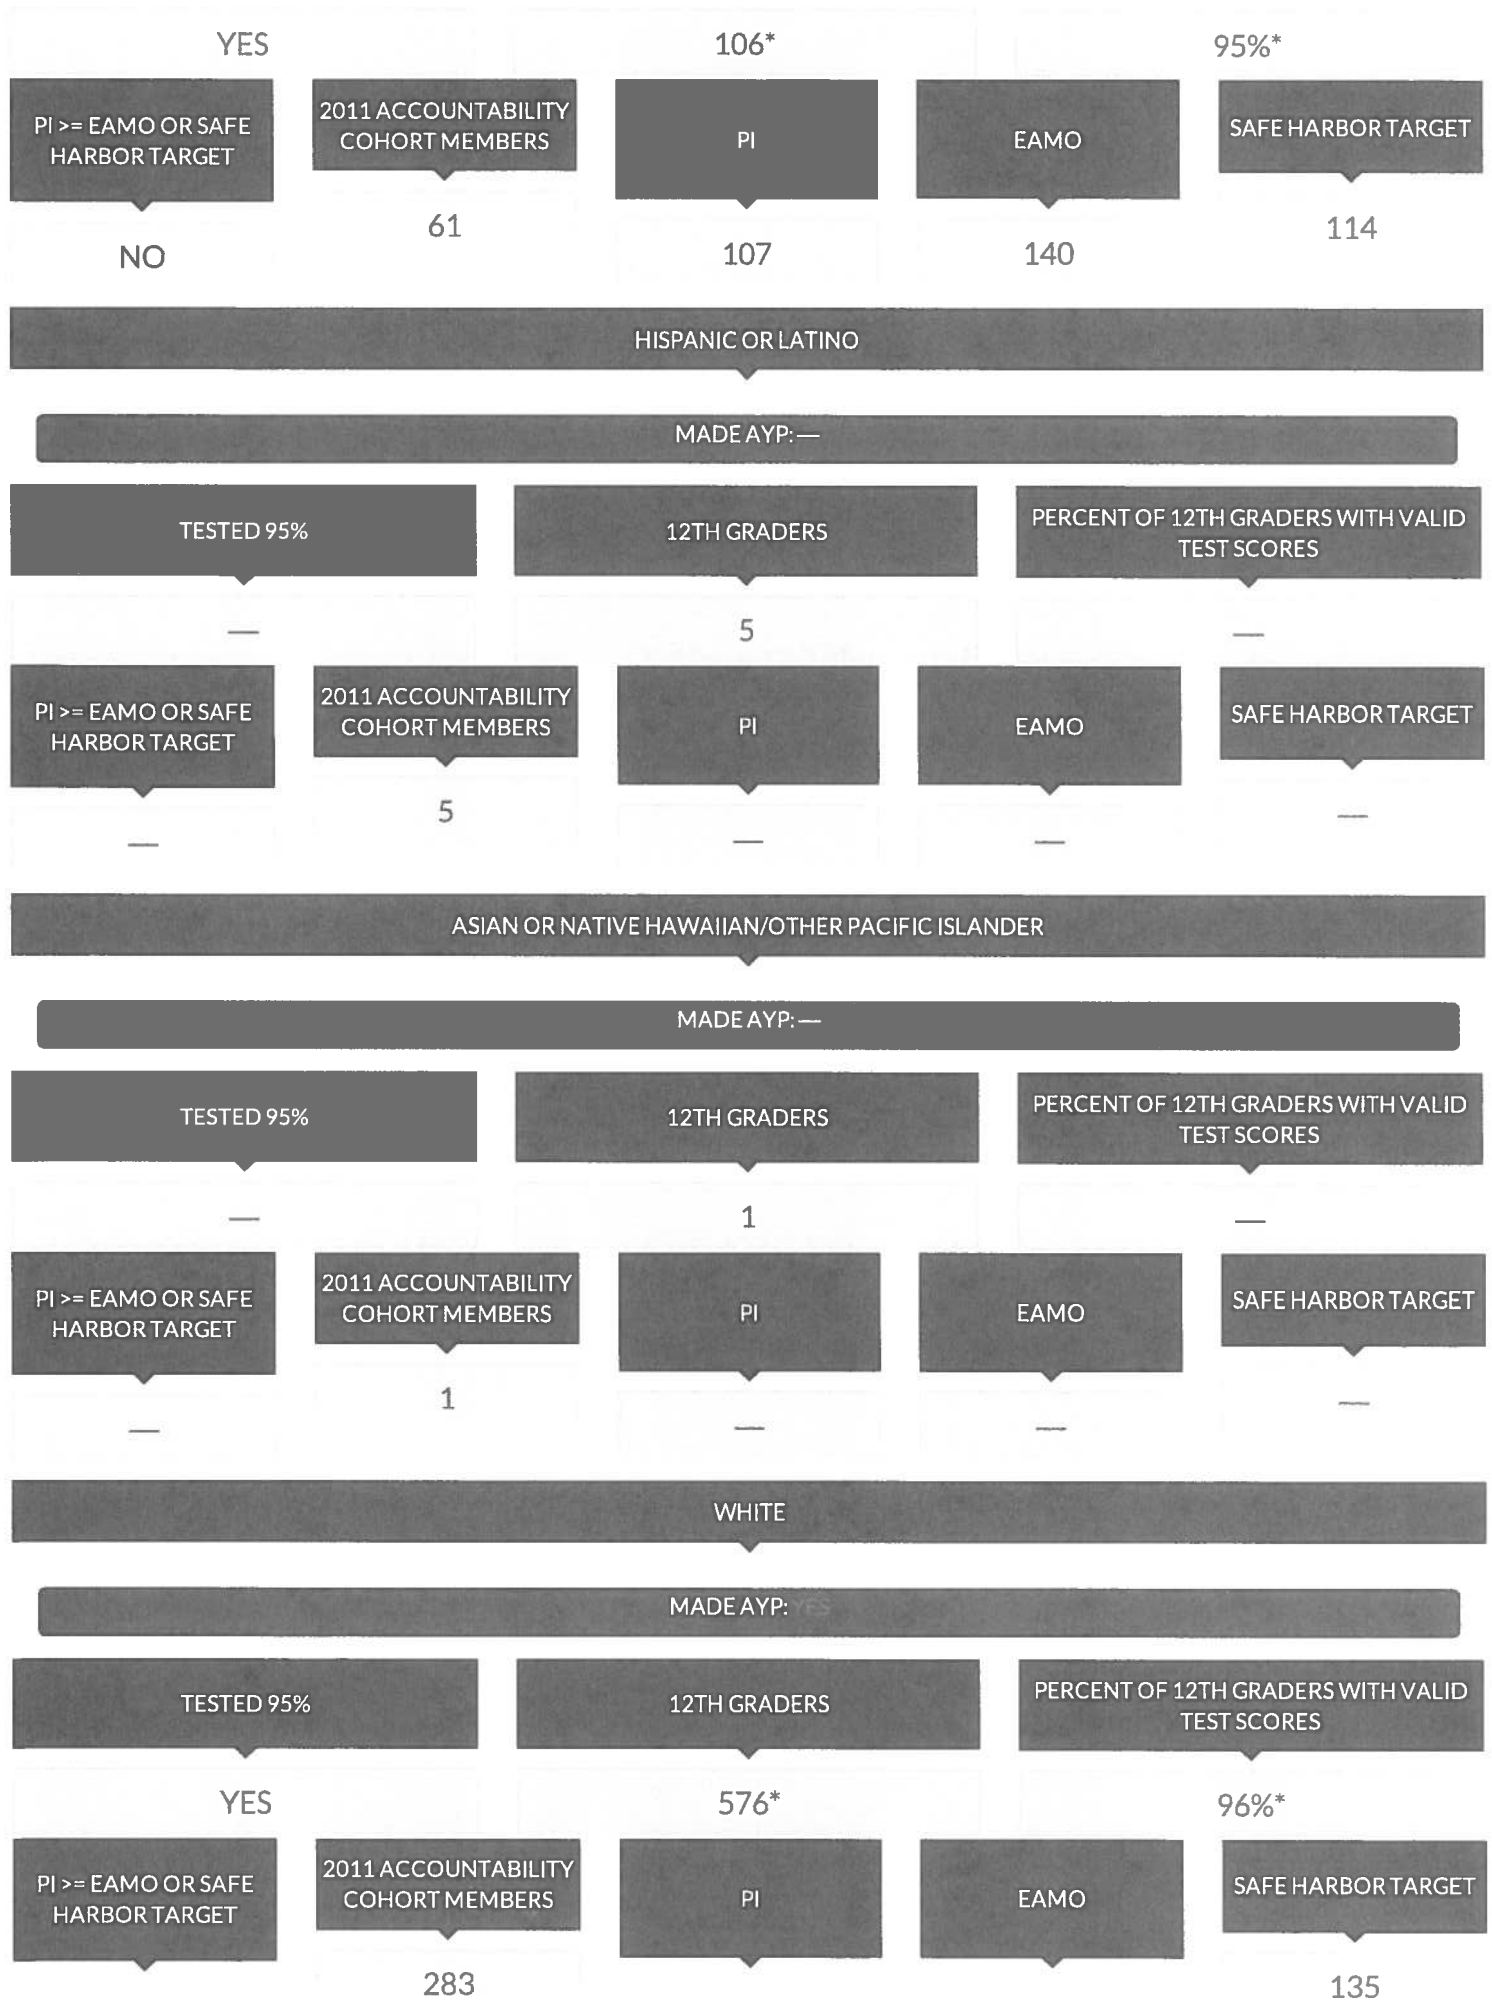 YES 106* 95%*
PI >= EAMO OR SAFE HARBOR TARGET
2011 ACCOUNTABILITY COHORT MEMBERS
PI
EAMO
SAFE HARBOR TARGET
NO
61
107
140
114
HISPANIC OR LATINO
MADE AYP: —
TESTED 95%
12TH GRADERS
PERCENT OF 12TH GRADERS WITH VALID
TEST SCORES
— 5 —
PI >= EAMO OR SAFE
HARBOR TARGET
2011 ACCOUNTABILITY
COHORT MEMBERS
PI
EAMO
SAFE HARBOR TARGET
—
5
—
—
—
ASIAN OR NATIVE HAWAIIAN/OTHER PACIFIC ISLANDER
MADE AYP: —
TESTED 95%
12TH GRADERS
PERCENT OF 12TH GRADERS WITH VALID
TEST SCORES
— 1 —
PI >= EAMO OR SAFE
HARBOR TARGET
2011 ACCOUNTABILITY
COHORT MEMBERS
PI
EAMO
SAFE HARBOR TARGET
—
1
—
—
—
WHITE
MADE AYP: YES
TESTED 95%
12TH GRADERS
PERCENT OF 12TH GRADERS WITH VALID
TEST SCORES
YES 576* 96%*
PI >= EAMO OR SAFE
HARBOR TARGET
2011 ACCOUNTABILITY
COHORT MEMBERS
PI
EAMO
SAFE HARBOR TARGET
283
135